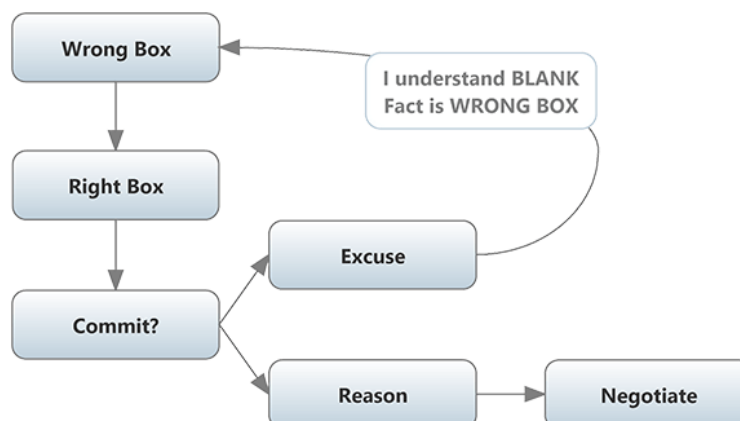 Wrong Box
I understand BLANK
Fact is WRONG BOX
Right Box
Excuse
Commit?
Reason
Negotiate